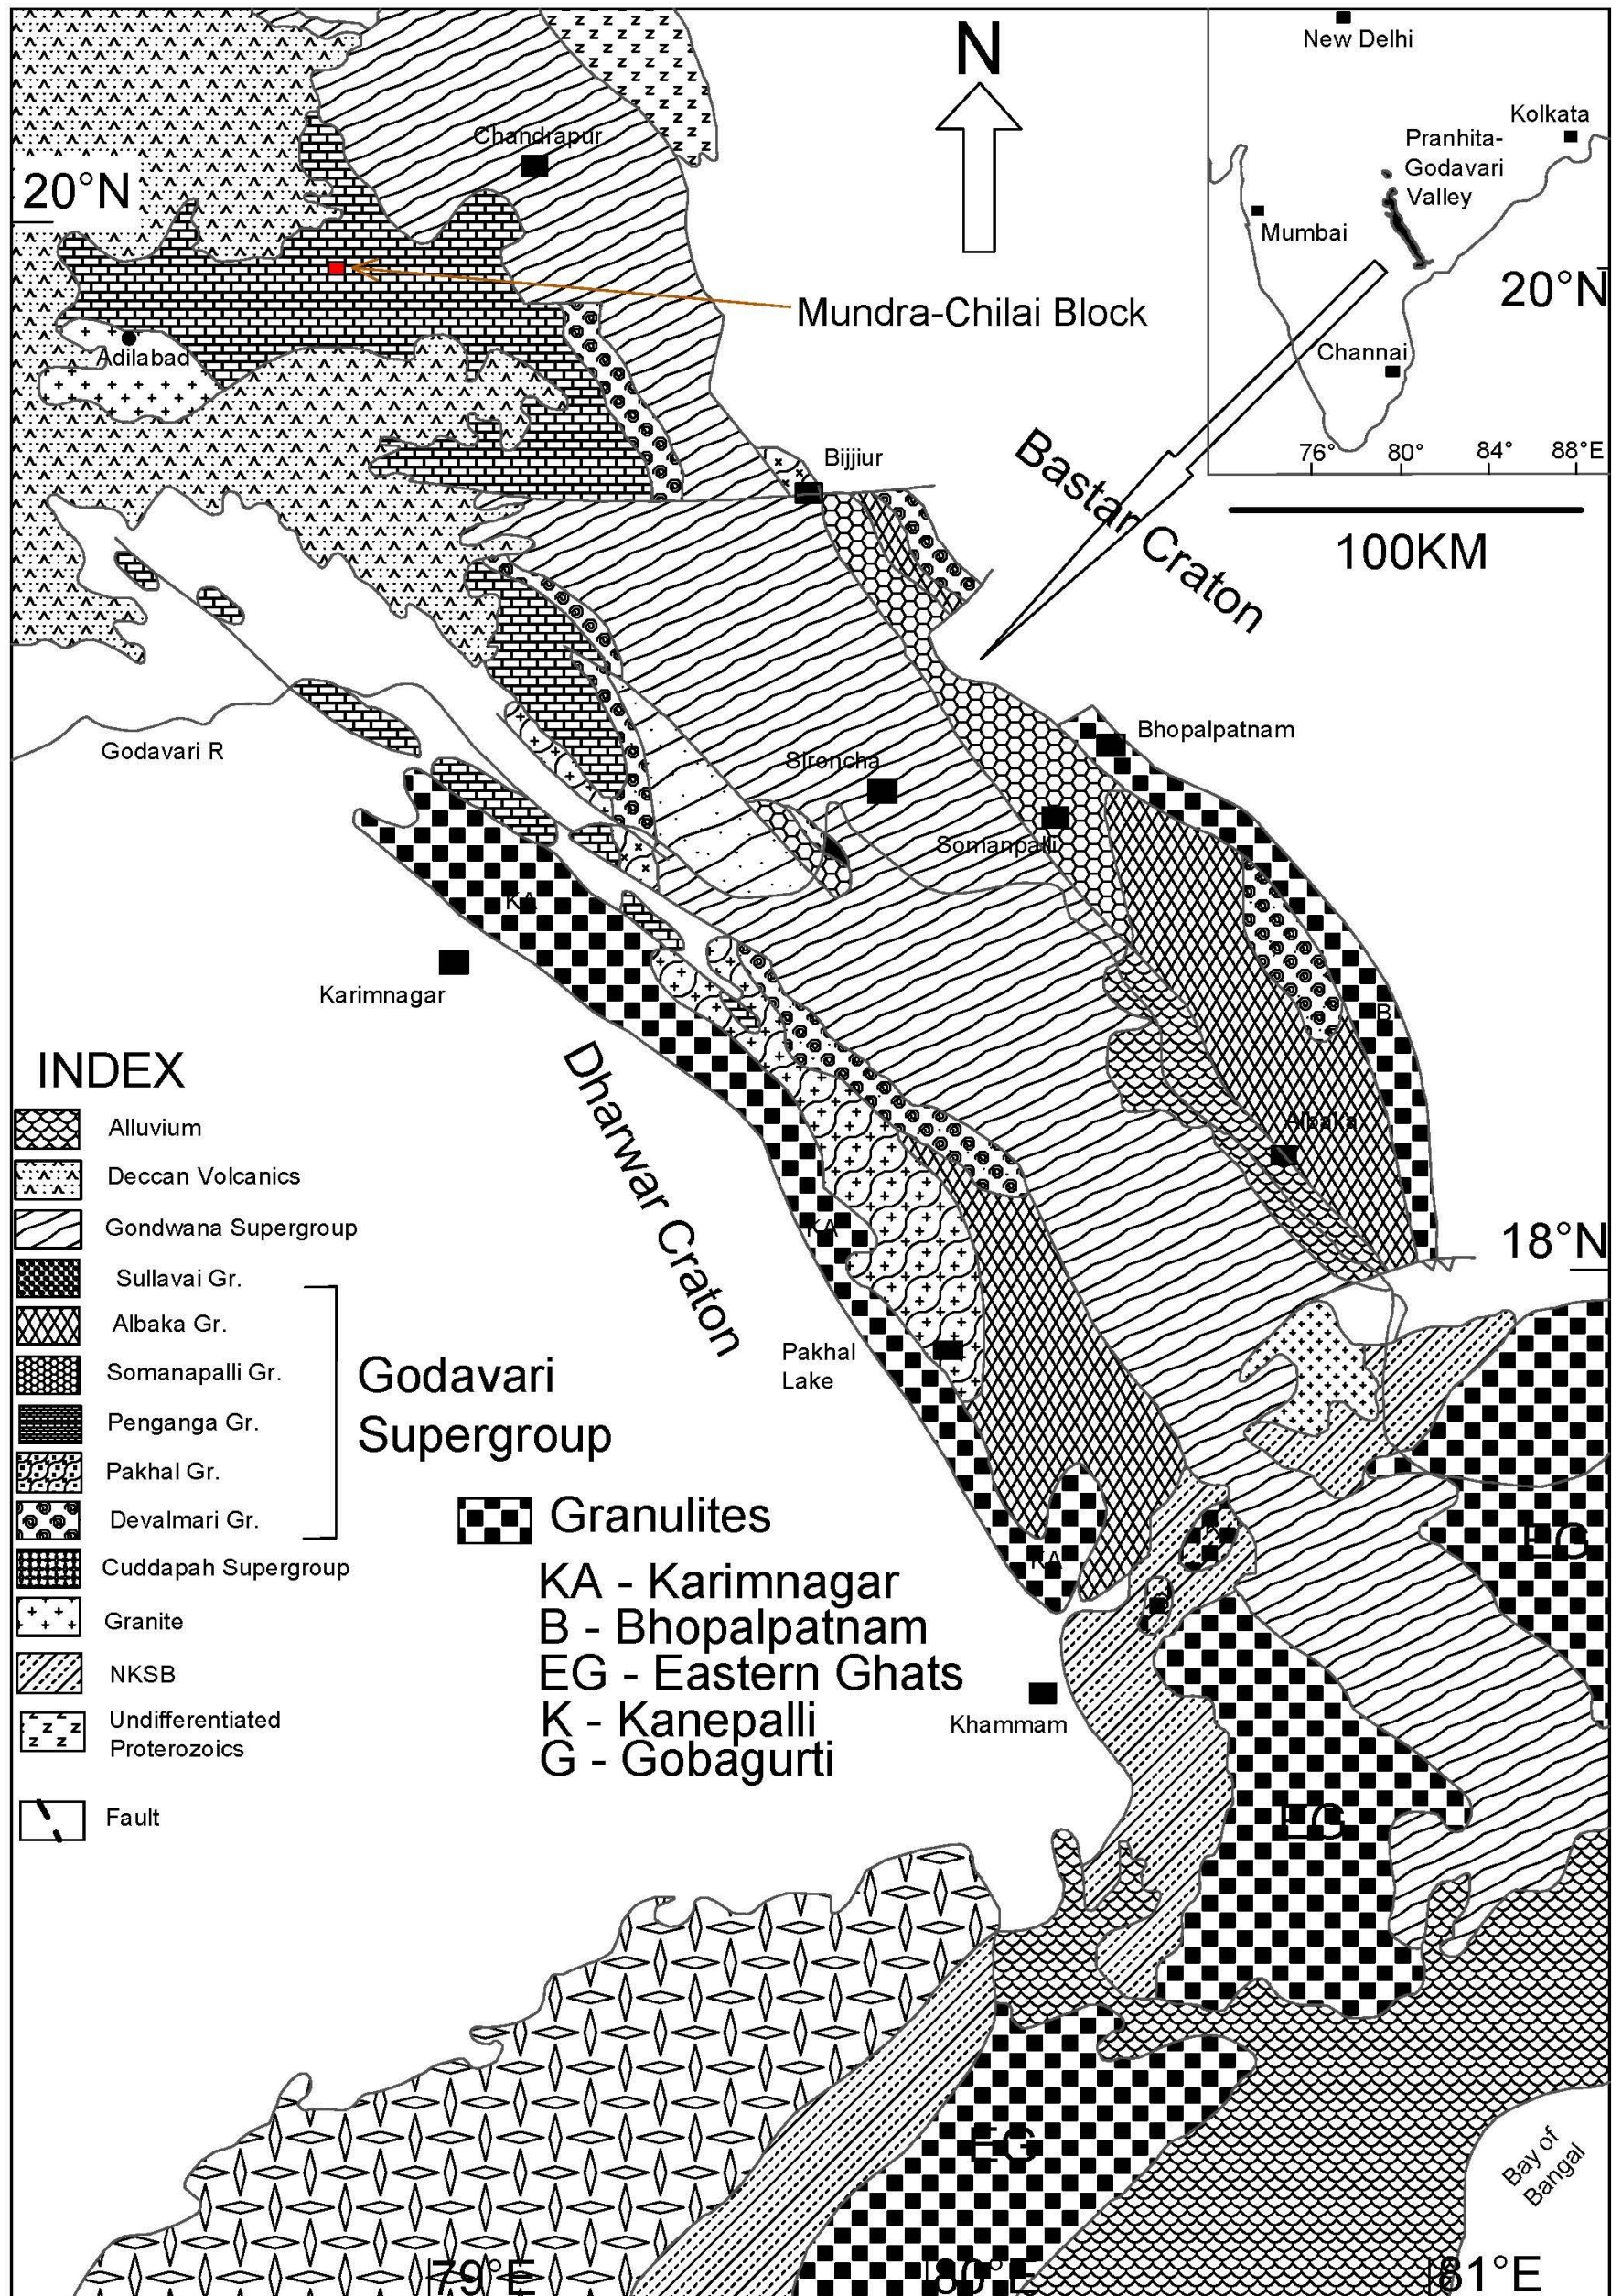 N
New Delhi
Kolkata
Pranhita-
Godavari
Valley
Mumbai
20°N
Channai
76°
80°
84°
88°E
100KM
Chandrapur
20°N
Mundra-Chilai Block
Adilabad
Bijjiur
Bastar Craton
Godavari R
Bhopalpatnam
Sironcha
Somanpalli
KA
Karimnagar
B
Dharwar Craton
Albaka
KA
18°N
Pakhal
Lake
INDEX
Alluvium
Deccan Volcanics
Gondwana Supergroup
Sullavai Gr.
Albaka Gr.
Somanapalli Gr.
Penganga Gr.
Pakhal Gr.
Devalmari Gr.
Godavari
Supergroup
Cuddapah Supergroup
Granite
NKSB
Undifferentiated
Proterozoics
Fault
Granulites
KA - Karimnagar
B - Bhopalpatnam
EG - Eastern Ghats
K - Kanepalli
G - Gobagurti
KA
K
G
EG
Khammam
EG
EG
Bay of
Bangal
79°E
80°E
81°E